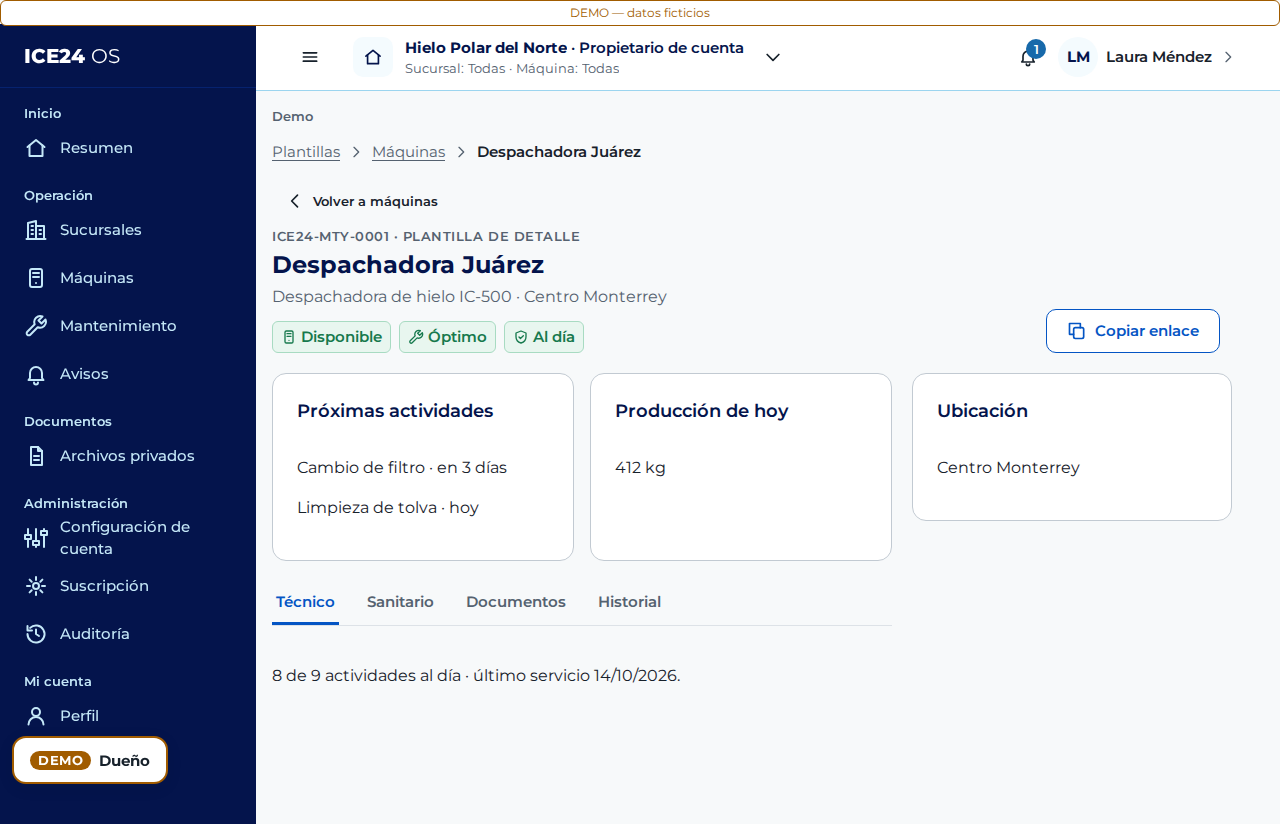 DEMO — datos ficticios
ICE24 OS
Inicio
Resumen
Operación
Sucursales
Máquinas
Mantenimiento
Avisos
Documentos
Archivos privados
Administración
Configuración de
cuenta
Suscripción
Auditoría
Mi cuenta
Perfil
DEMO Dueño
Hielo Polar del Norte · Propietario de cuenta
Sucursal: Todas · Máquina: Todas
1
LM Laura Méndez
Demo
Plantillas > Máquinas > Despachadora Juárez
Volver a máquinas
ICE24-MTY-0001 · PLANTILLA DE DETALLE
Despachadora Juárez
Despachadora de hielo IC-500 · Centro Monterrey
Disponible Óptimo Al día
Copiar enlace
Próximas actividades
Cambio de filtro · en 3 días
Limpieza de tolva · hoy
Producción de hoy
412 kg
Ubicación
Centro Monterrey
Técnico Sanitario Documentos Historial
8 de 9 actividades al día · último servicio 14/10/2026.